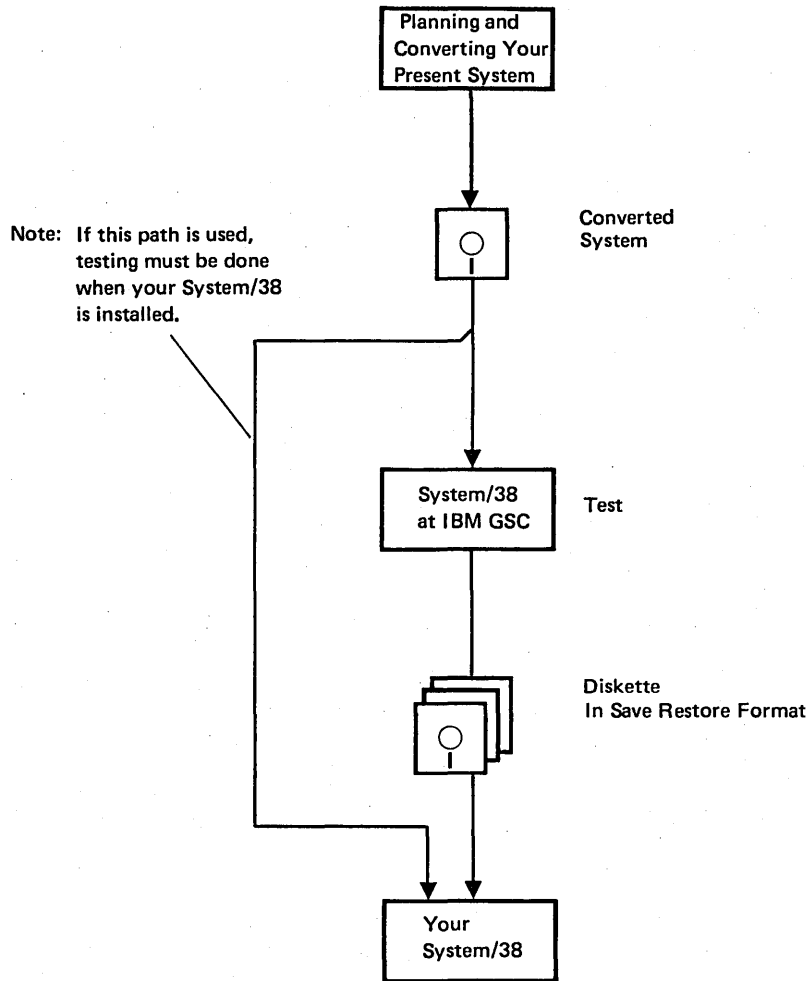 Planning and
Converting Your
Present System
Converted
System
Note: If this path is used,
testing must be done
when your System/38
is installed.
System/38
at IBM GSC
Test
Diskette
In Save Restore Format
Your
System/38